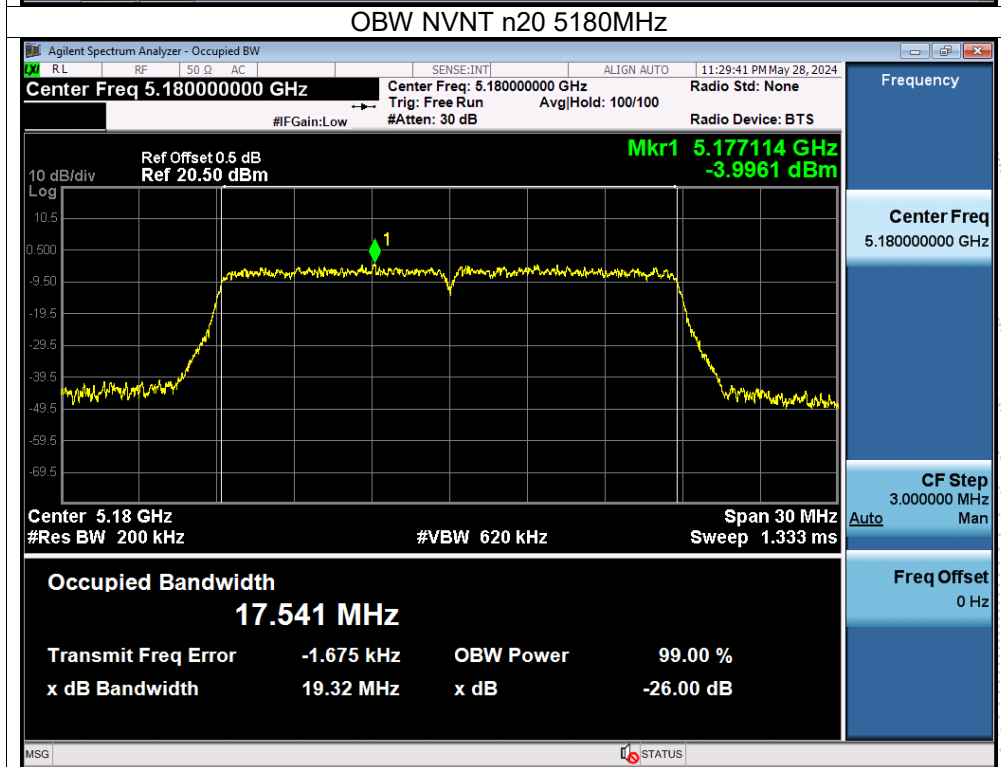 OBW NVNT n20 5180MHz
Agilent Spectrum Analyzer - Occupied BW
LXI RL RF 50 Ω AC SENSE:INT ALIGN AUTO 11:29:41 PM May 28, 2024
Center Freq 5.180000000 GHz
Center Freq: 5.180000000 GHz
Radio Std: None
Trig: Free Run Avg|Hold: 100/100
#IFGain:Low
#Atten: 30 dB
Radio Device: BTS
Mkr1 5.177114 GHz
-3.9961 dBm
Ref Offset 0.5 dB
10 dB/div Ref 20.50 dBm
Log
10.5
0.500
-9.50
-19.5
-29.5
-39.5
-49.5
-59.5
-69.5
1
Center 5.18 GHz Span 30 MHz
#Res BW 200 kHz #VBW 620 kHz Sweep 1.333 ms
Occupied Bandwidth
17.541 MHz
Transmit Freq Error -1.675 kHz OBW Power 99.00 %
x dB Bandwidth 19.32 MHz x dB -26.00 dB
Frequency
Center Freq
5.180000000 GHz
CF Step
3.000000 MHz
Auto Man
Freq Offset
0 Hz
MSG STATUS